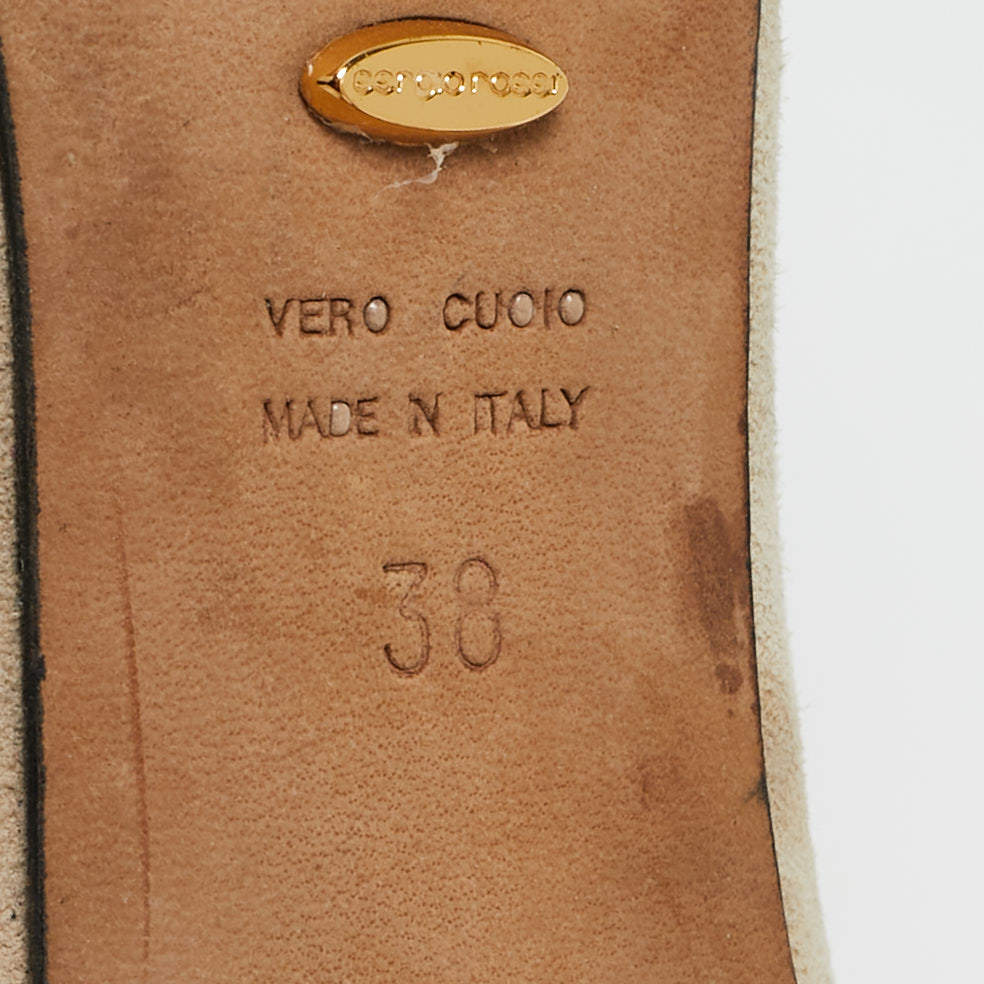 sergio rossi
VERO CUOIO
MADE IN ITALY
38